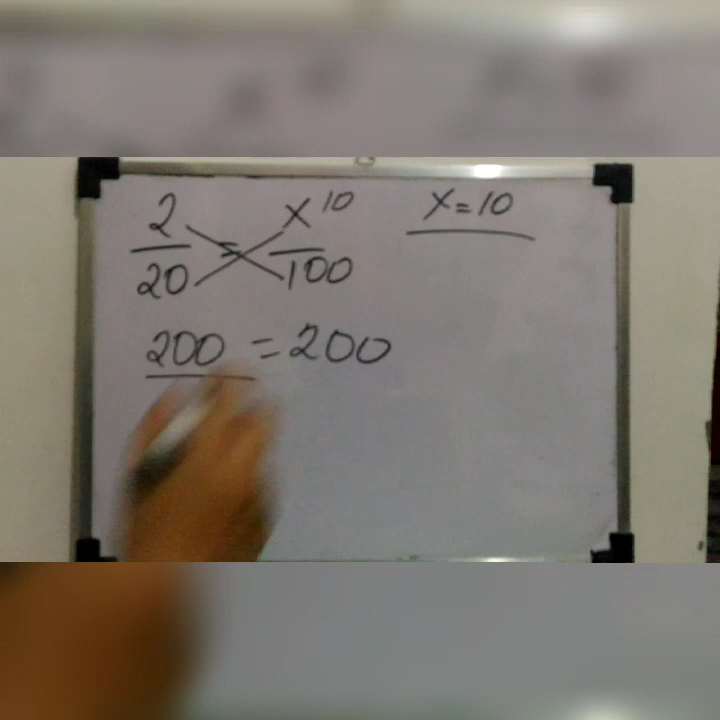 2/20 = x 10/100
x = 10
200 = 200